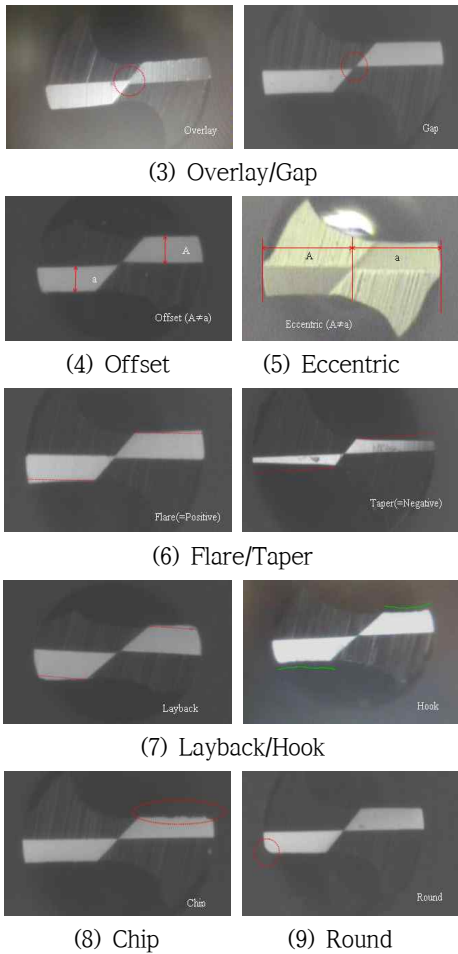 Overlay
Gap
(3) Overlay/Gap
A
a
Offset (A≠a)
A
a
Eccentric (A≠a)
(4) Offset
(5) Eccentric
Flare(=Positive)
Taper(=Negative)
(6) Flare/Taper
Layback
Hook
(7) Layback/Hook
Chip
Round
(8) Chip
(9) Round